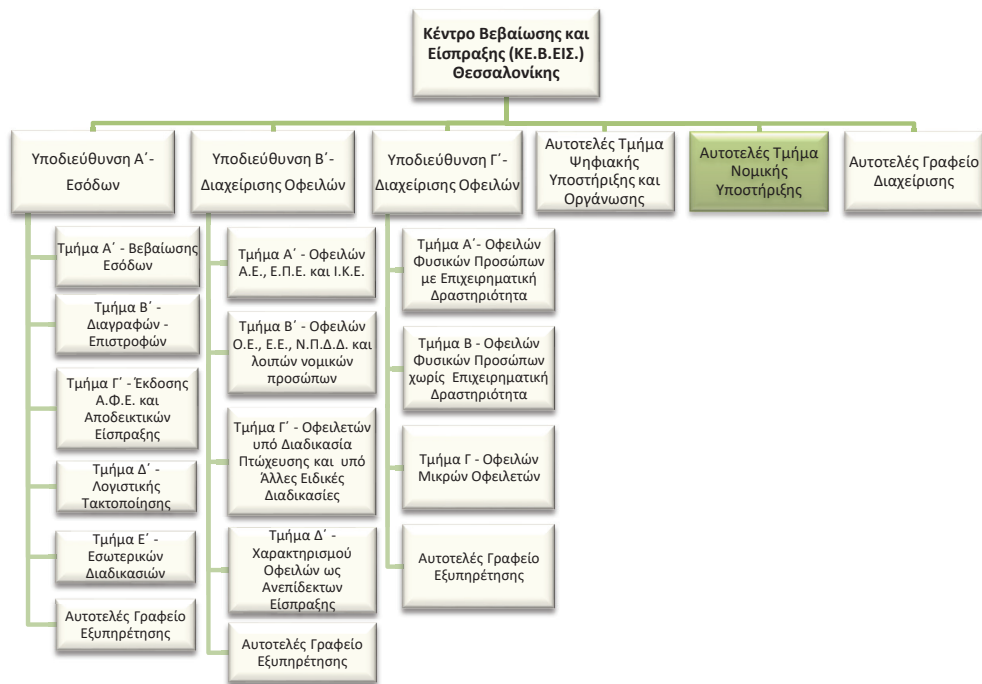 Κέντρο Βεβαίωσης και
Είσπραξης (ΚΕ.Β.ΕΙΣ.)
Θεσσαλονίκης
Υποδιεύθυνση Α΄-
Εσόδων
Υποδιεύθυνση Β΄-
Διαχείρισης Οφειλών
Υποδιεύθυνση Γ΄-
Διαχείρισης Οφειλών
Αυτοτελές Τμήμα
Ψηφιακής
Υποστήριξης και
Οργάνωσης
Αυτοτελές Τμήμα
Νομικής
Υποστήριξης
Αυτοτελές Γραφείο
Διαχείρισης
Τμήμα Α΄ - Βεβαίωσης
Εσόδων
Τμήμα Β΄ -
Διαγραφών -
Επιστροφών
Τμήμα Γ΄ - Έκδοσης
Α.Φ.Ε. και
Αποδεικτικών
Είσπραξης
Τμήμα Δ΄ -
Λογιστικής
Τακτοποίησης
Τμήμα Ε΄ -
Εσωτερικών
Διαδικασιών
Αυτοτελές Γραφείο
Εξυπηρέτησης
Τμήμα Α΄ - Οφειλών
Α.Ε., Ε.Π.Ε. και Ι.Κ.Ε.
Τμήμα Β΄ - Οφειλών
Ο.Ε., Ε.Ε., Ν.Π.Δ.Δ. και
λοιπών νομικών
προσώπων
Τμήμα Γ΄ - Οφειλετών
υπό Διαδικασία
Πτώχευσης και υπό
Άλλες Ειδικές
Διαδικασίες
Τμήμα Δ΄ -
Χαρακτηρισμού
Οφειλών ως
Ανεπίδεκτων
Είσπραξης
Αυτοτελές Γραφείο
Εξυπηρέτησης
Τμήμα Α΄- Οφειλών
Φυσικών Προσώπων
με Επιχειρηματική
Δραστηριότητα
Τμήμα Β - Οφειλών
Φυσικών Προσώπων
χωρίς Επιχειρηματική
Δραστηριότητα
Τμήμα Γ - Οφειλών
Μικρών Οφειλετών
Αυτοτελές Γραφείο
Εξυπηρέτησης